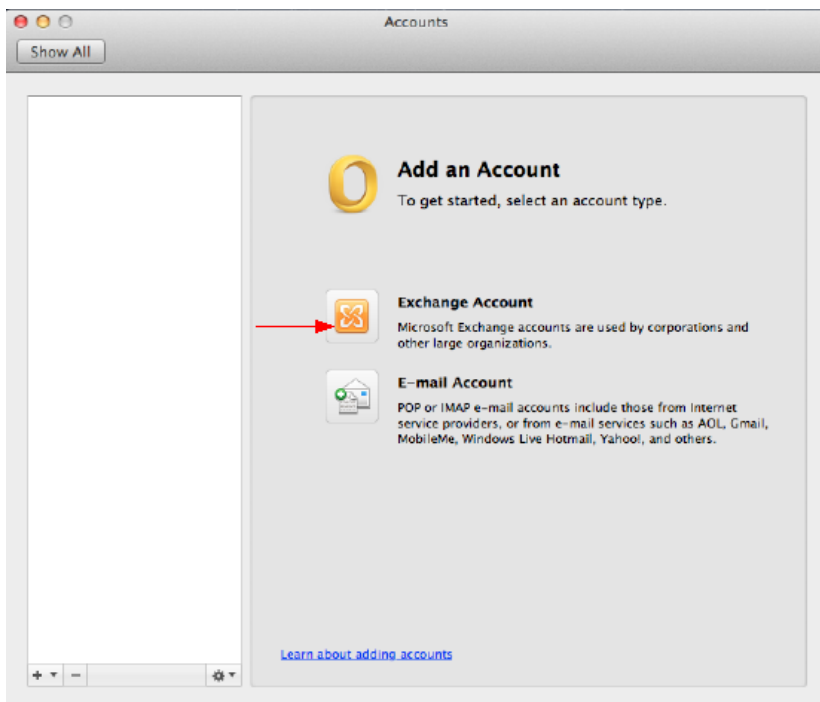 Accounts
Show All
Add an Account
To get started, select an account type.
Exchange Account
Microsoft Exchange accounts are used by corporations and
other large organizations.
E-mail Account
POP or IMAP e-mail accounts include those from Internet
service providers, or from e-mail services such as AOL, Gmail,
MobileMe, Windows Live Hotmail, Yahoo!, and others.
Learn about adding accounts